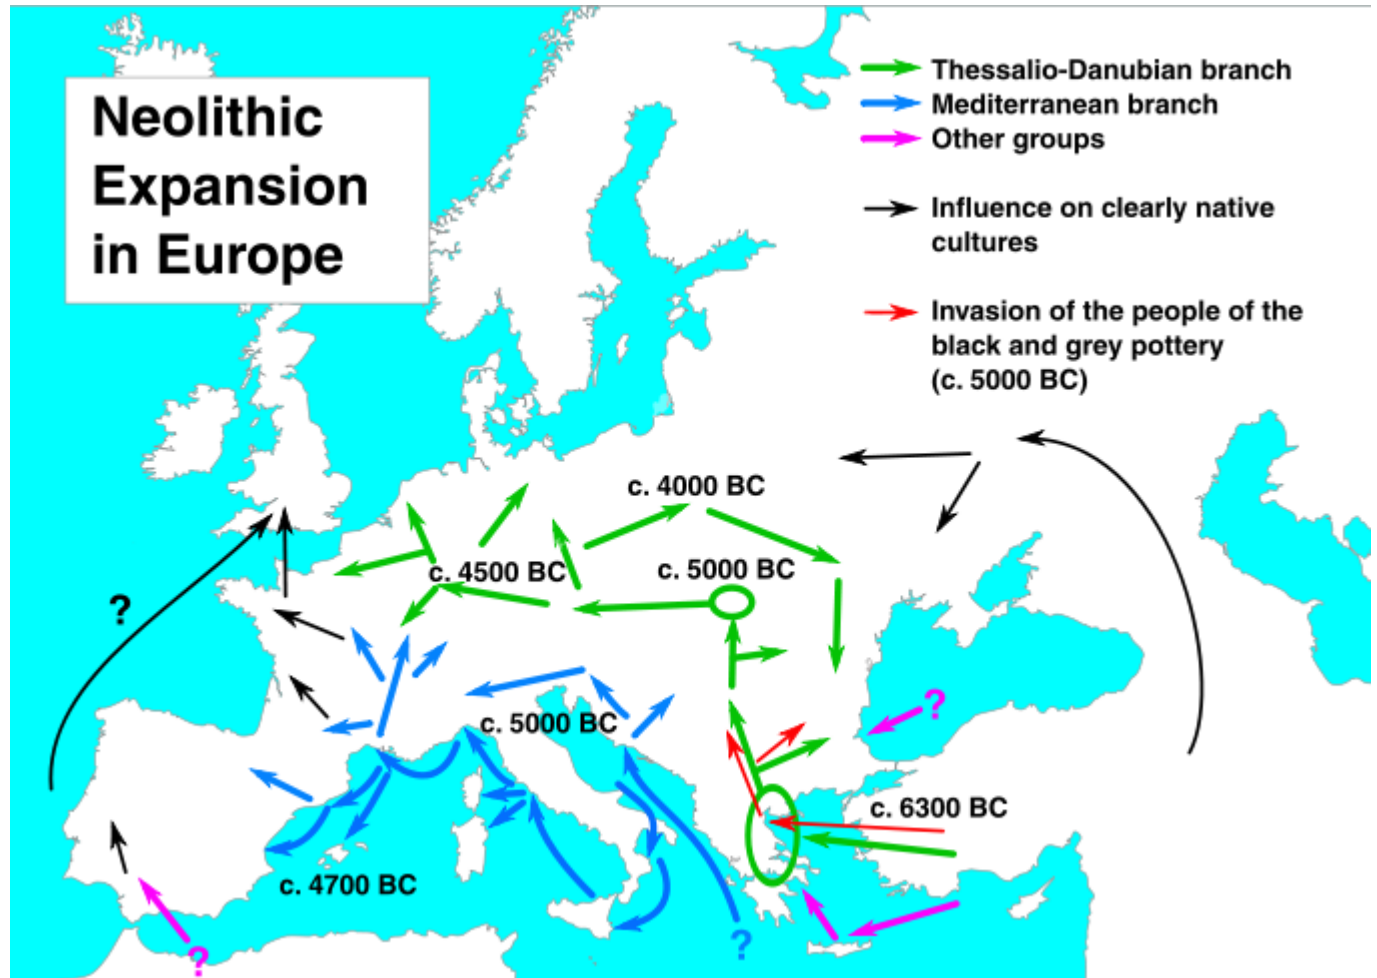 Neolithic
Expansion
in Europe
Thessalio-Danubian branch
Mediterranean branch
Other groups
Influence on clearly native
cultures
Invasion of the people of the
black and grey pottery
(c. 5000 BC)
c. 4000 BC
c. 4500 BC
c. 5000 BC
?
?
c. 5000 BC
c. 6300 BC
c. 4700 BC
?
?